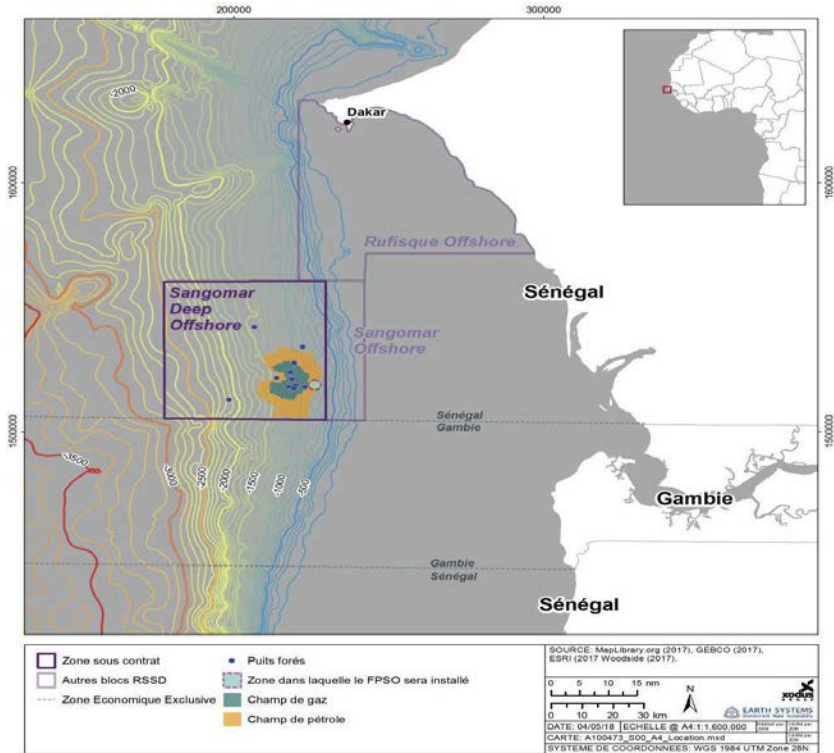 200000
300000
-2000
Dakar
1600000
1600000
Rufisque Offshore
Sénégal
Sangomar
Deep
Offshore
Sangomar
Offshore
Sénégal
Gambie
1500000
1500000
-3500
-3000
-2500
-2000
-1500
-1000
-500
Gambie
Gambie
Sénégal
Sénégal
Zone sous contrat
Autres blocs RSSD
Zone Economique Exclusive
Puits forés
Zone dans laquelle le FPSO sera installé
Champ de gaz
Champ de pétrole
SOURCE: MapLibrary.org (2017), GEBCO (2017),
ESRI (2017 Woodside (2017).
0 5 10 15 nm
0 10 20 30 km
N
xodus
EARTH SYSTEMS
DATE: 04/05/18
ECHELLE @ A4:1:1,600,000
CARTE: A100473_S00_A4_Location.mxd
SYSTEME DE COORDONNEES: WGS 1984 UTM Zone 28N